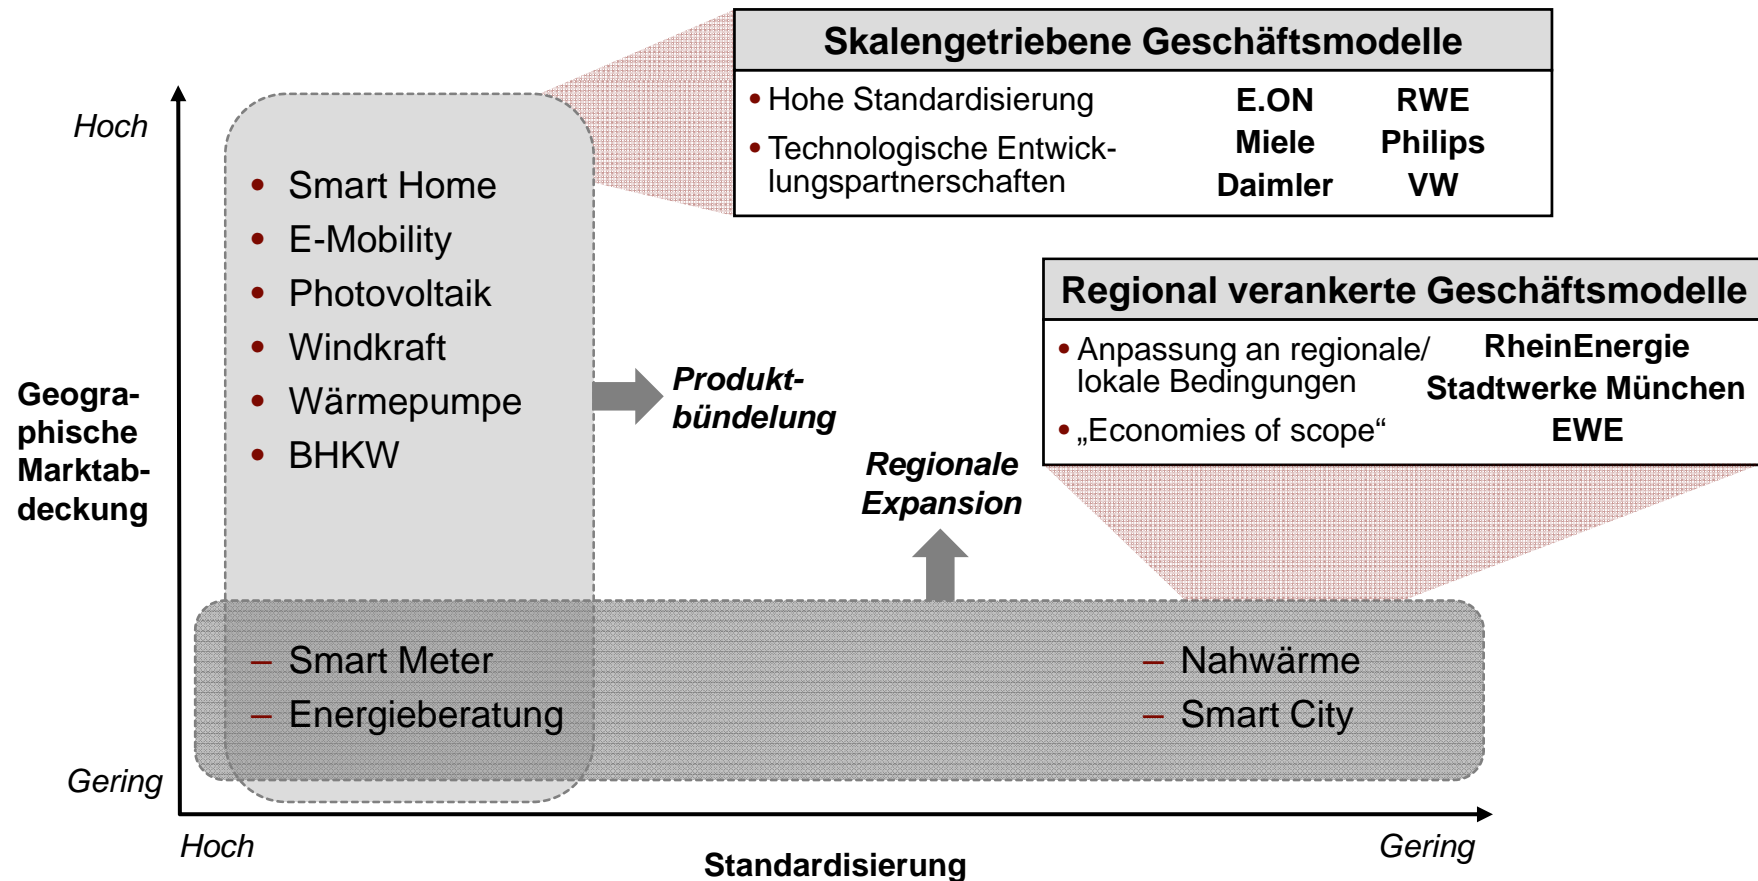 Skalengetriebene Geschäftsmodelle
• Hohe Standardisierung
• Technologische Entwick-
lungspartnerschaften
E.ON RWE
Miele Philips
Daimler VW
Hoch
• Smart Home
• E-Mobility
• Photovoltaik
• Windkraft
• Wärmepumpe
• BHKW
Regional verankerte Geschäftsmodelle
• Anpassung an regionale/
lokale Bedingungen
• „Economies of scope“
RheinEnergie
Stadtwerke München
EWE
Geogra-
phische
Marktab-
deckung
Produkt-
bündelung
Regionale
Expansion
– Smart Meter
– Energieberatung
– Nahwärme
– Smart City
Gering
Hoch
Standardisierung
Gering